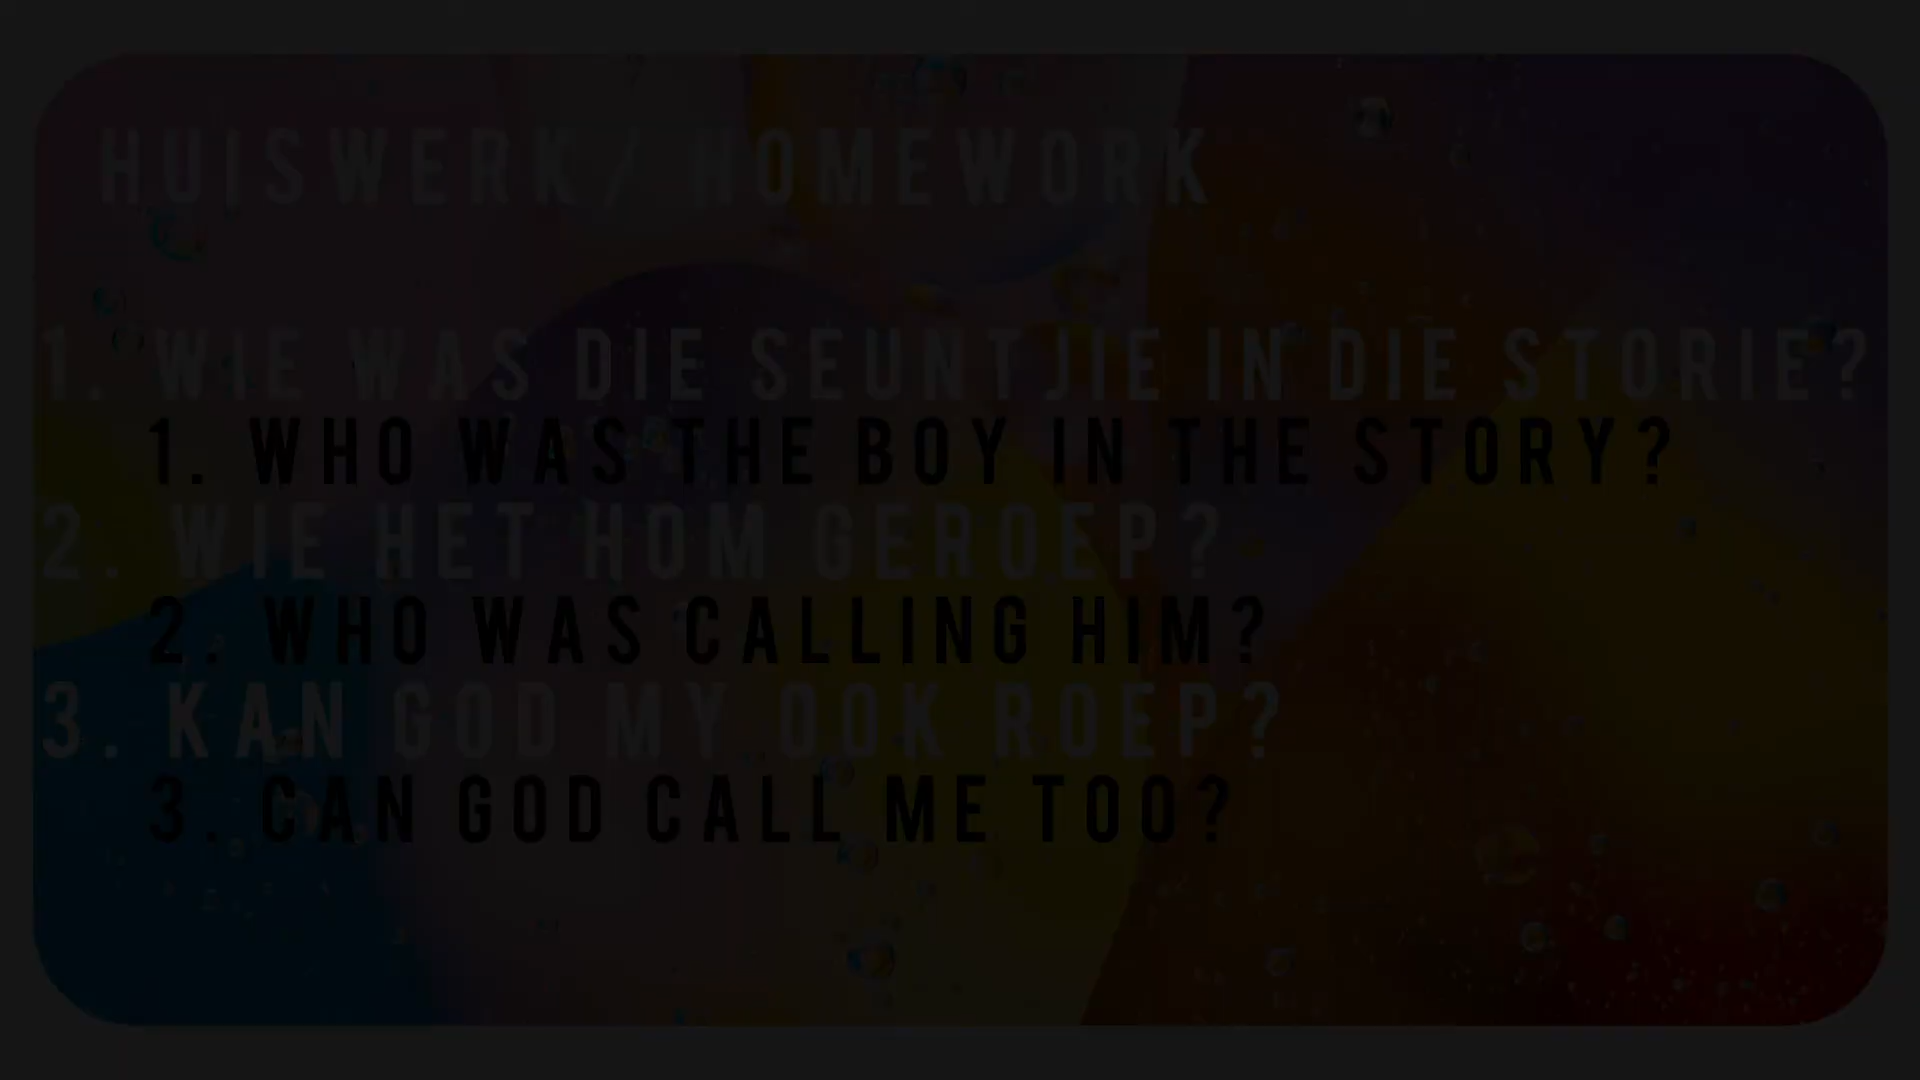 HUISWERK/ HOMEWORK
1. WIE WAS DIE SEUNTJIE IN DIE STORIE?
1. WHO WAS THE BOY IN THE STORY?
2. WIE HET HOM GEROEP?
2. WHO WAS CALLING HIM?
3. KAN GOD MY OOK ROEP?
3. CAN GOD CALL ME TOO?